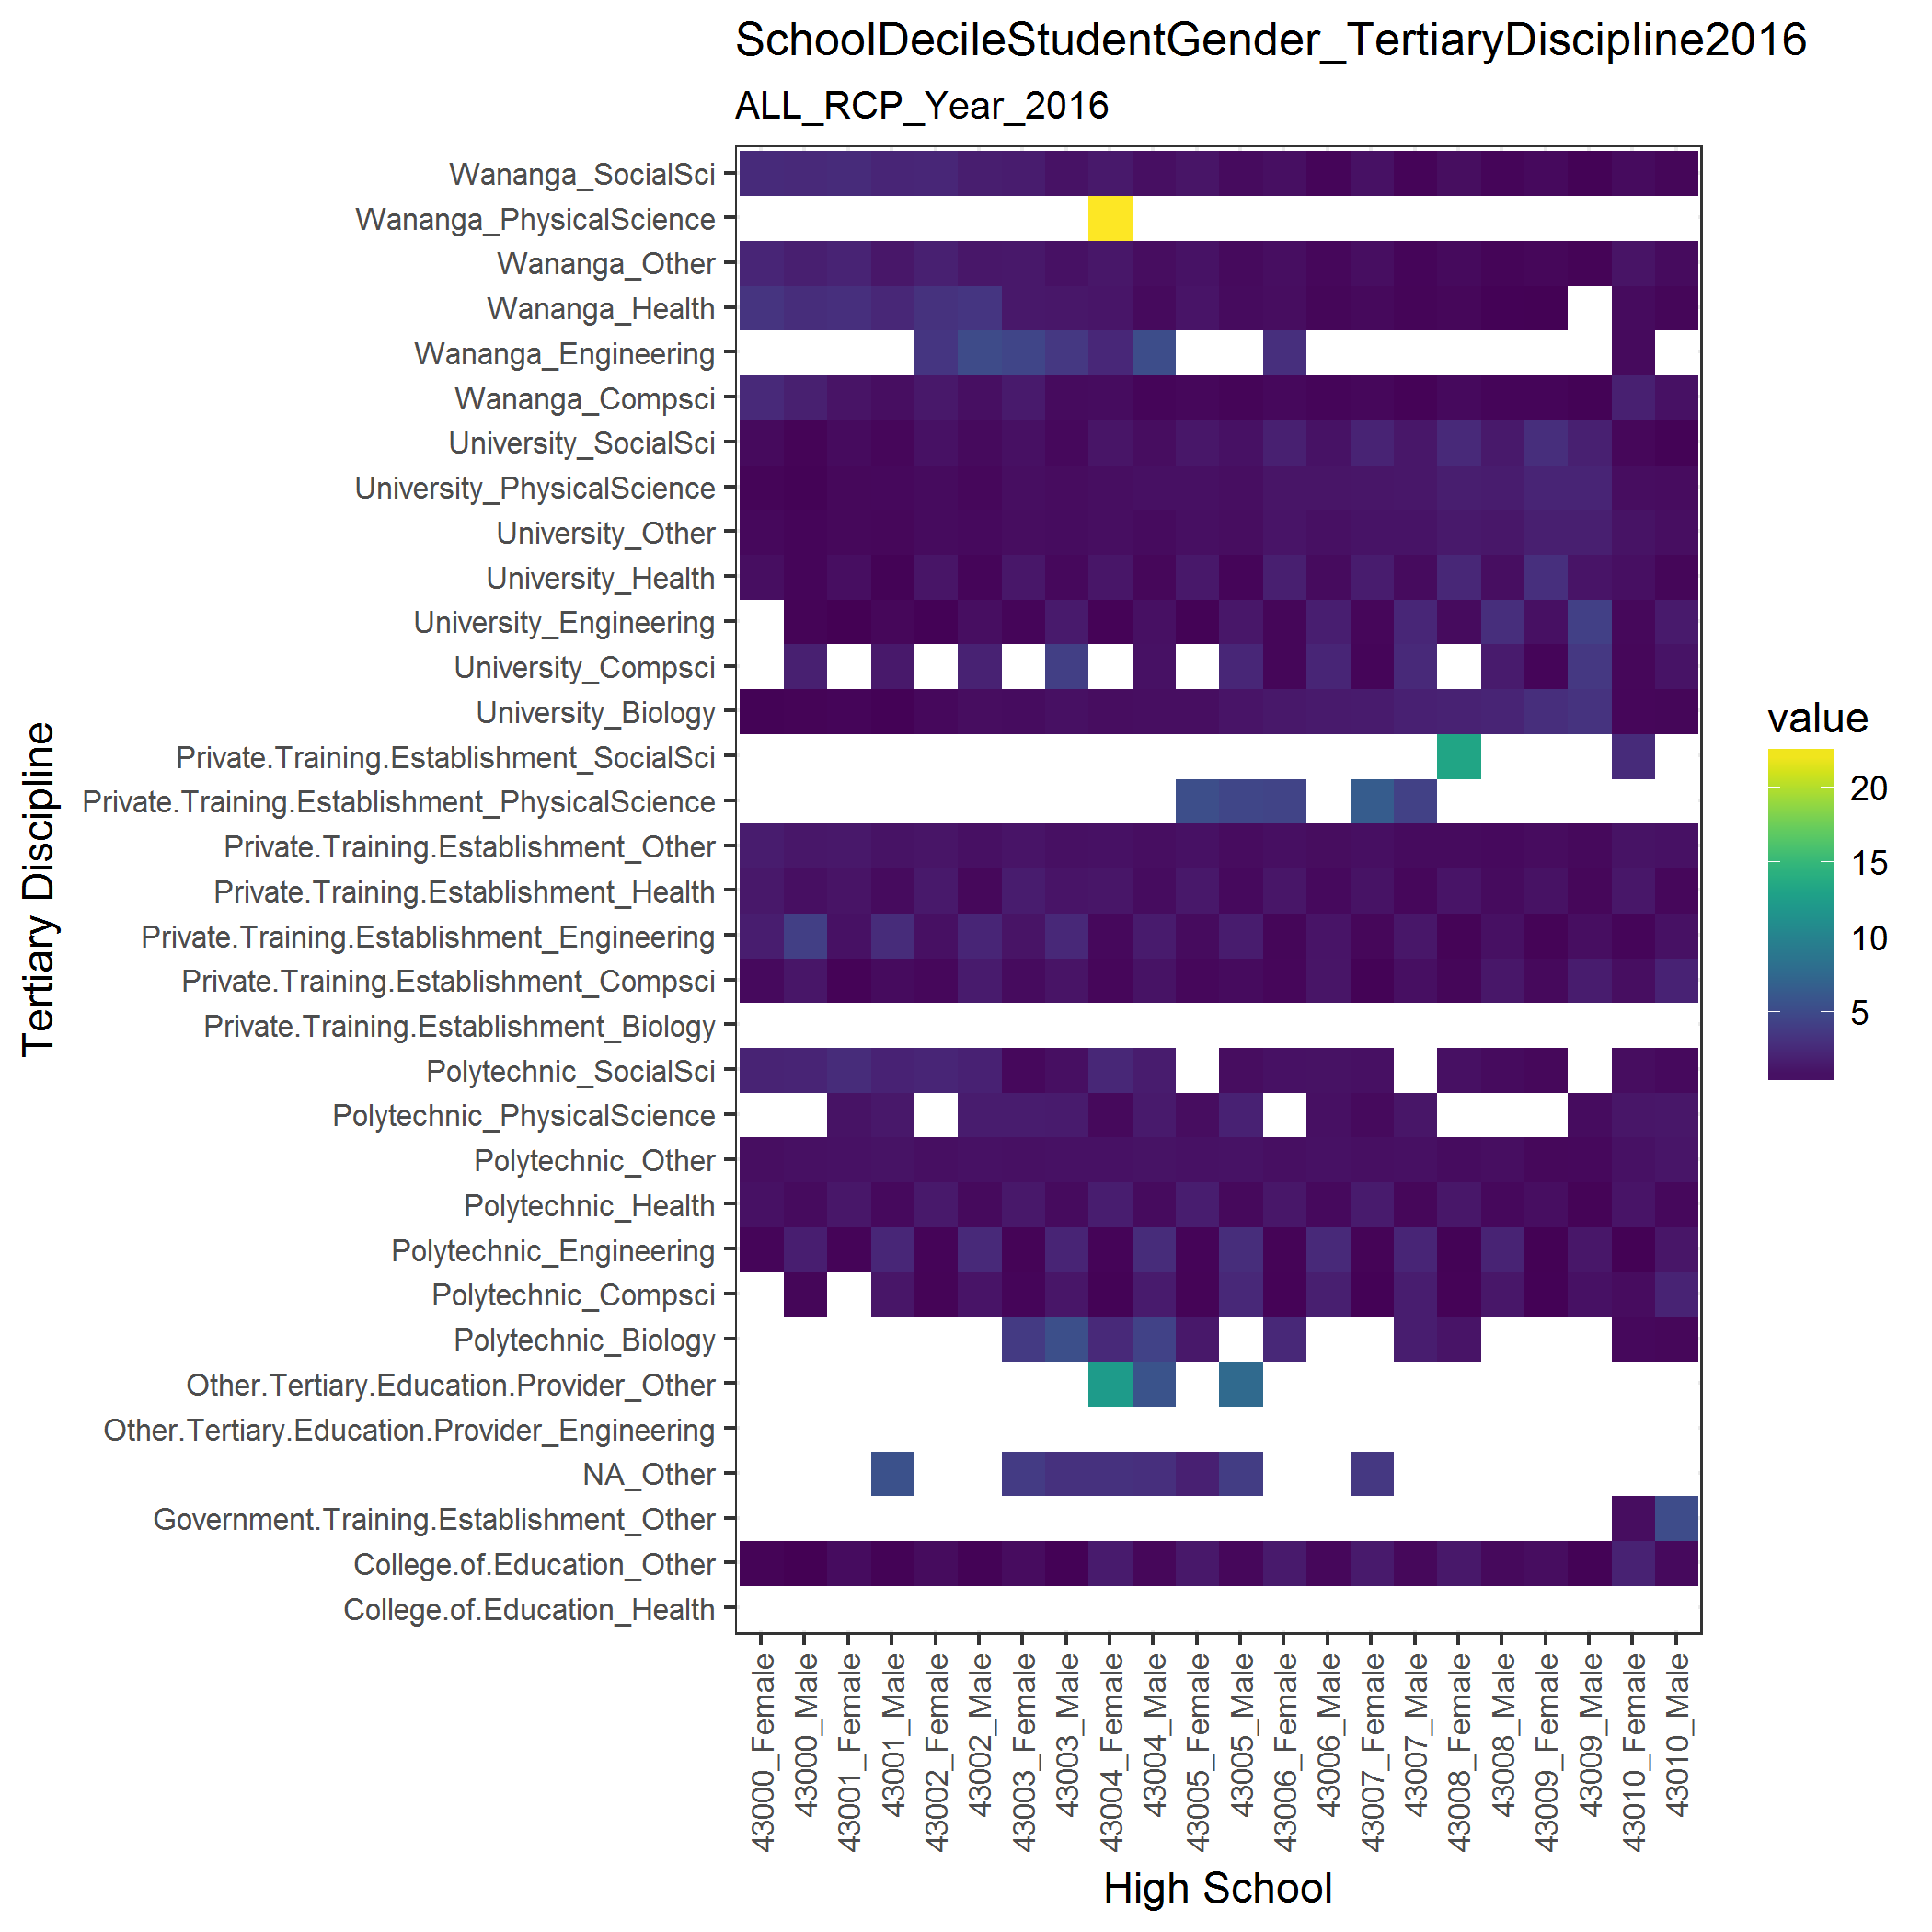 SchoolDecileStudentGender_TertiaryDiscipline2016
ALL_RCP_Year_2016
Tertiary Discipline
Wananga_SocialSci
Wananga_PhysicalScience
Wananga_Other
Wananga_Health
Wananga_Engineering
Wananga_Compsci
University_SocialSci
University_PhysicalScience
University_Other
University_Health
University_Engineering
University_Compsci
University_Biology
Private.Training.Establishment_SocialSci
Private.Training.Establishment_PhysicalScience
Private.Training.Establishment_Other
Private.Training.Establishment_Health
Private.Training.Establishment_Engineering
Private.Training.Establishment_Compsci
Private.Training.Establishment_Biology
Polytechnic_SocialSci
Polytechnic_PhysicalScience
Polytechnic_Other
Polytechnic_Health
Polytechnic_Engineering
Polytechnic_Compsci
Polytechnic_Biology
Other.Tertiary.Education.Provider_Other
Other.Tertiary.Education.Provider_Engineering
NA_Other
Government.Training.Establishment_Other
College.of.Education_Other
College.of.Education_Health
43000_Female
43000_Male
43001_Female
43001_Male
43002_Female
43002_Male
43003_Female
43003_Male
43004_Female
43004_Male
43005_Female
43005_Male
43006_Female
43006_Male
43007_Female
43007_Male
43008_Female
43008_Male
43009_Female
43009_Male
43010_Female
43010_Male
High School
value
20
15
10
5